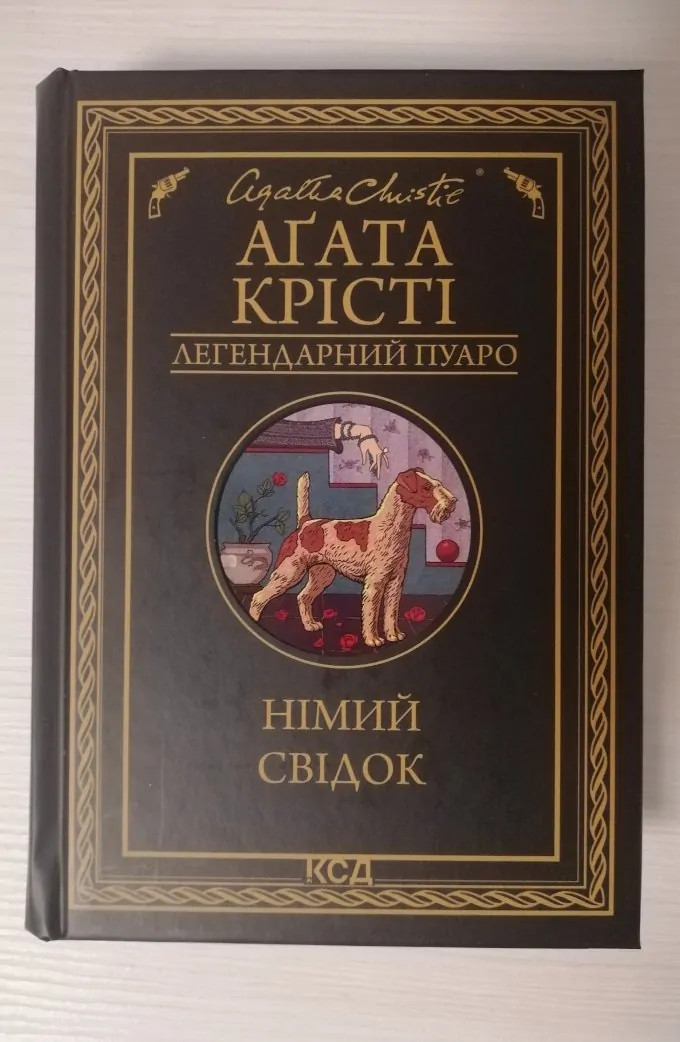 Agatha Christie®
АҐАТА
КРІСТІ
ЛЕГЕНДАРНИЙ ПУАРО
НІМИЙ
СВІДОК
КСД